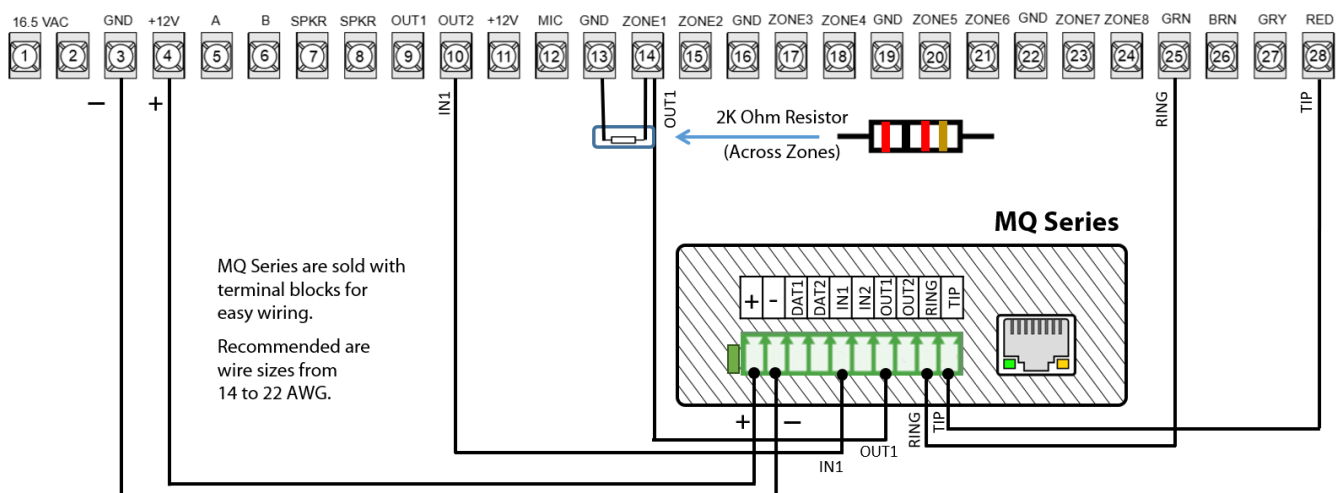 16.5 VAC GND +12V A B SPKR SPKR OUT1 OUT2 +12V MIC GND ZONE1 ZONE2 GND ZONE3 ZONE4 GND ZONE5 ZONE6 GND ZONE7 ZONE8 GRN BRN GRY RED
1 2 3 4 5 6 7 8 9 10 11 12 13 14 15 16 17 18 19 20 21 22 23 24 25 26 27 28
− + IN1 OUT1 RING TIP
2K Ohm Resistor
(Across Zones)
MQ Series
MQ Series are sold with
terminal blocks for
easy wiring.
Recommended are
wire sizes from
14 to 22 AWG.
+ - DAT1 DAT2 IN1 IN2 OUT1 OUT2 RING TIP
+ − RING TIP
OUT1
IN1